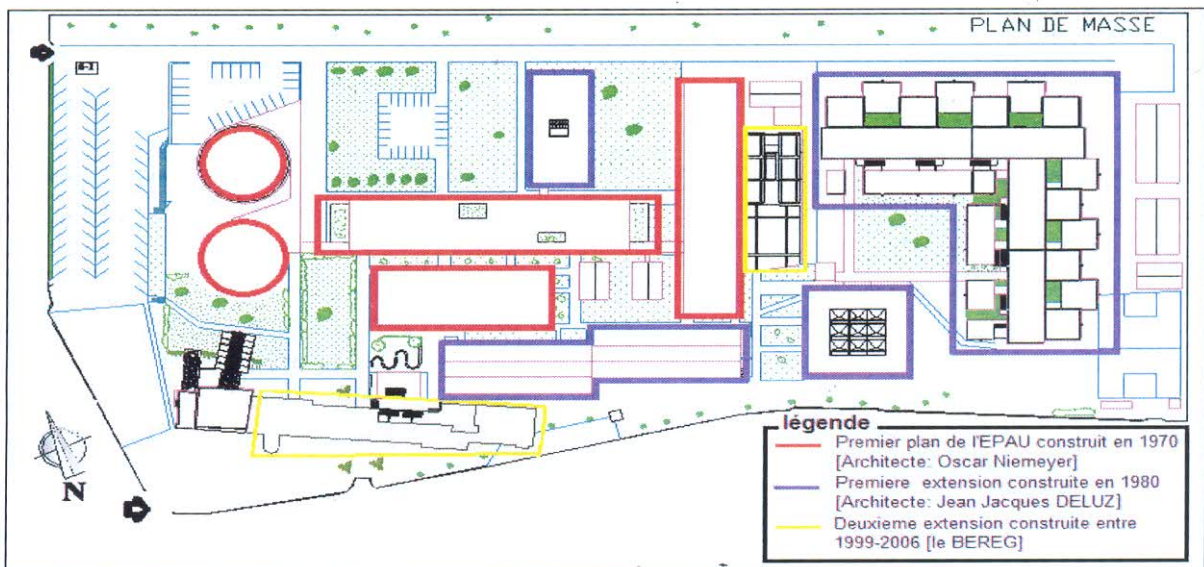 PLAN DE MASSE
N
légende
Premier plan de l'EPAU construit en 1970
[Architecte: Oscar Niemeyer]
Premiere extension construite en 1980
[Architecte: Jean Jacques DELUZ]
Deuxieme extension construite entre
1999-2006 [le BEREG]